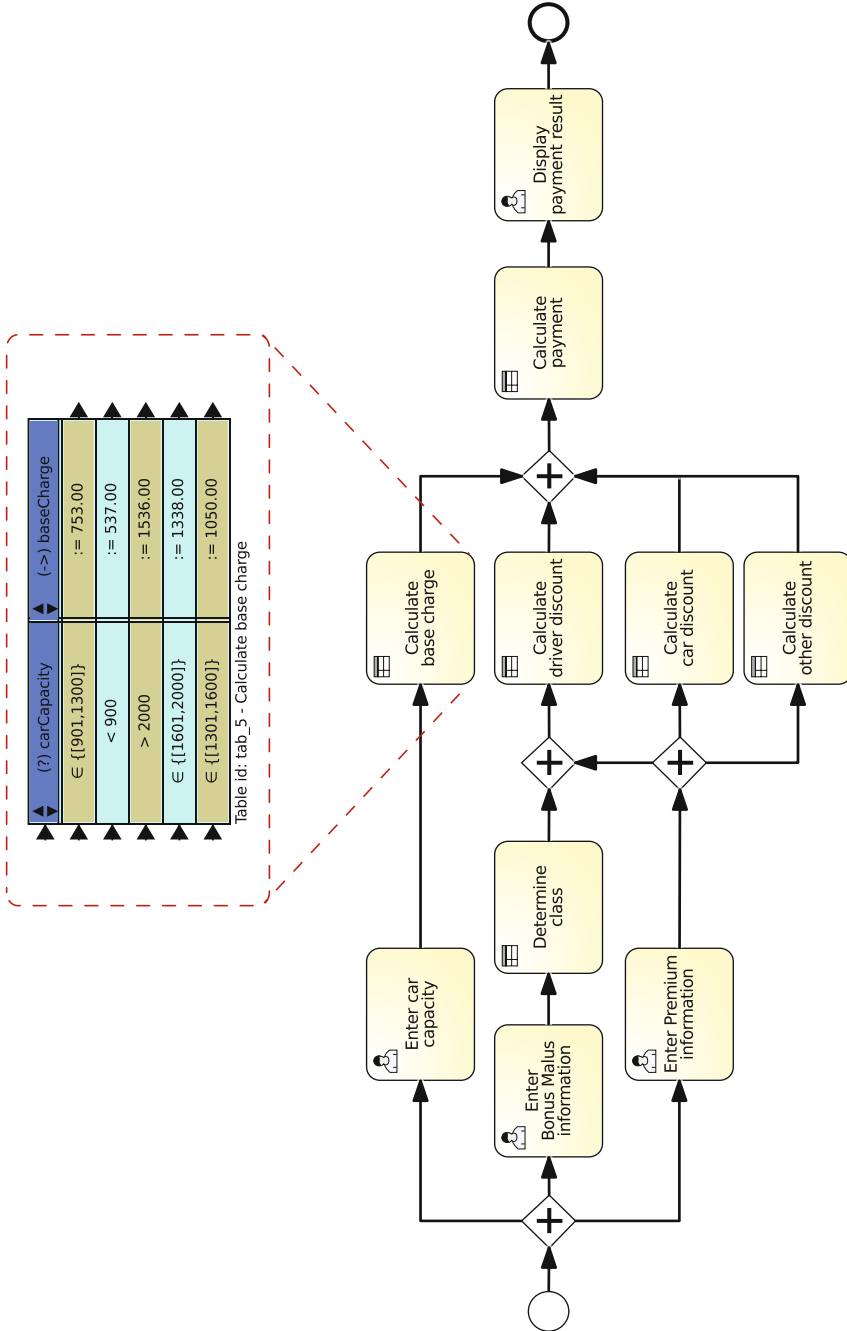 (?) carCapacity
(->) baseCharge
∈ {[901,1300]}
:= 753.00
< 900
:= 537.00
> 2000
:= 1536.00
∈ {[1601,2000]}
:= 1338.00
∈ {[1301,1600]}
:= 1050.00
Table id: tab_5 - Calculate base charge
Enter car
capacity
Calculate
base charge
Enter
Bonus Malus
information
Determine
class
Calculate
driver discount
Calculate
payment
Display
payment result
Enter Premium
information
Calculate
car discount
Calculate
other discount